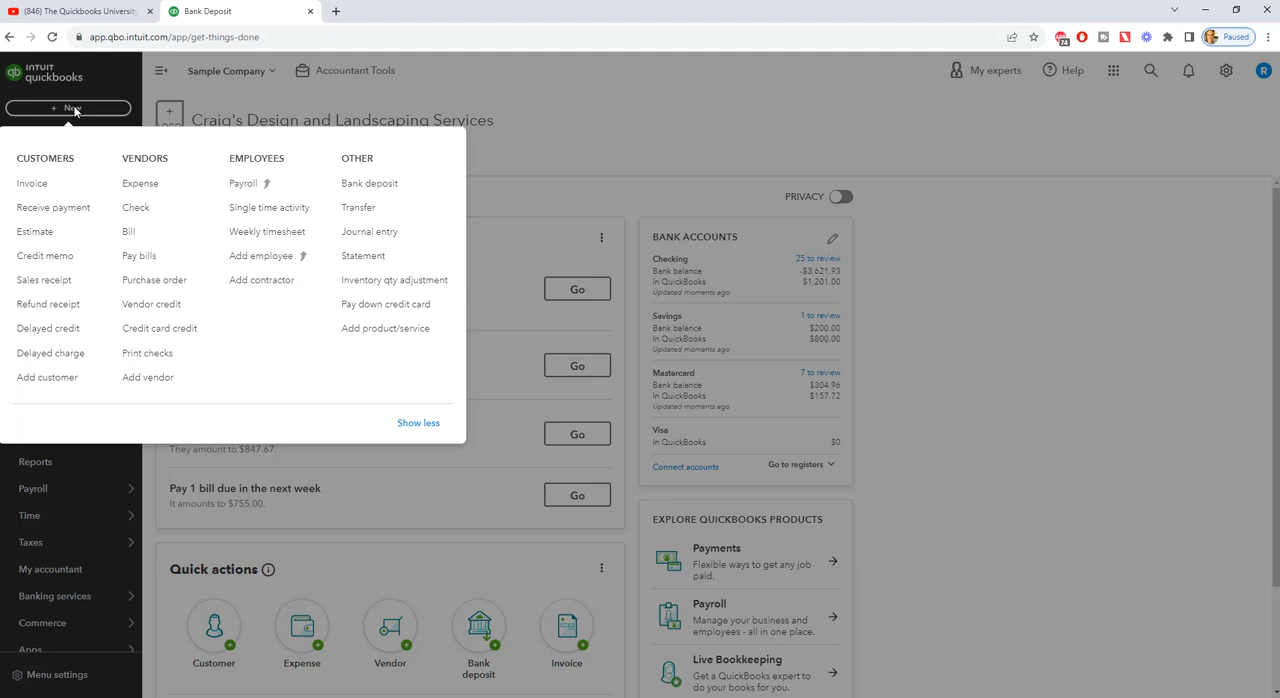 (846) The Quickbooks University
Bank Deposit
app.qbo.intuit.com/app/get-things-done
74
Paused
INTUIT
quickbooks
qb
Sample Company
Accountant Tools
My experts
Help
R
+ New
+
Craig's Design and Landscaping Services
CUSTOMERS
Invoice
Receive payment
Estimate
Credit memo
Sales receipt
Refund receipt
Delayed credit
Delayed charge
Add customer
VENDORS
Expense
Check
Bill
Pay bills
Purchase order
Vendor credit
Credit card credit
Print checks
Add vendor
EMPLOYEES
Payroll
Single time activity
Weekly timesheet
Add employee
Add contractor
OTHER
Bank deposit
Transfer
Journal entry
Statement
Inventory qty adjustment
Pay down credit card
Add product/service
Show less
Reports
Payroll
Time
Taxes
My account
Banking services
Commerce
Apps
Menu settings
PRIVACY
Go
Go
Go
They amount to $847.67.
Pay 1 bill due in the next week
It amounts to $755.00.
Go
Quick actions
Customer
Expense
Vendor
Bank
deposit
Invoice
BANK ACCOUNTS
Checking 25 to review
Bank balance -$3,621.93
In QuickBooks $1,201.00
Updated moments ago
Savings 1 to review
Bank balance $200.00
In QuickBooks $800.00
Updated moments ago
Mastercard 7 to review
Bank balance $304.96
In QuickBooks $157.72
Updated moments ago
Visa
In QuickBooks $0
Connect accounts Go to registers
EXPLORE QUICKBOOKS PRODUCTS
Payments
Flexible ways to get any job
paid.
Payroll
Manage your business and
employees - all in one place.
Live Bookkeeping
Get a QuickBooks expert to
do your books for you.